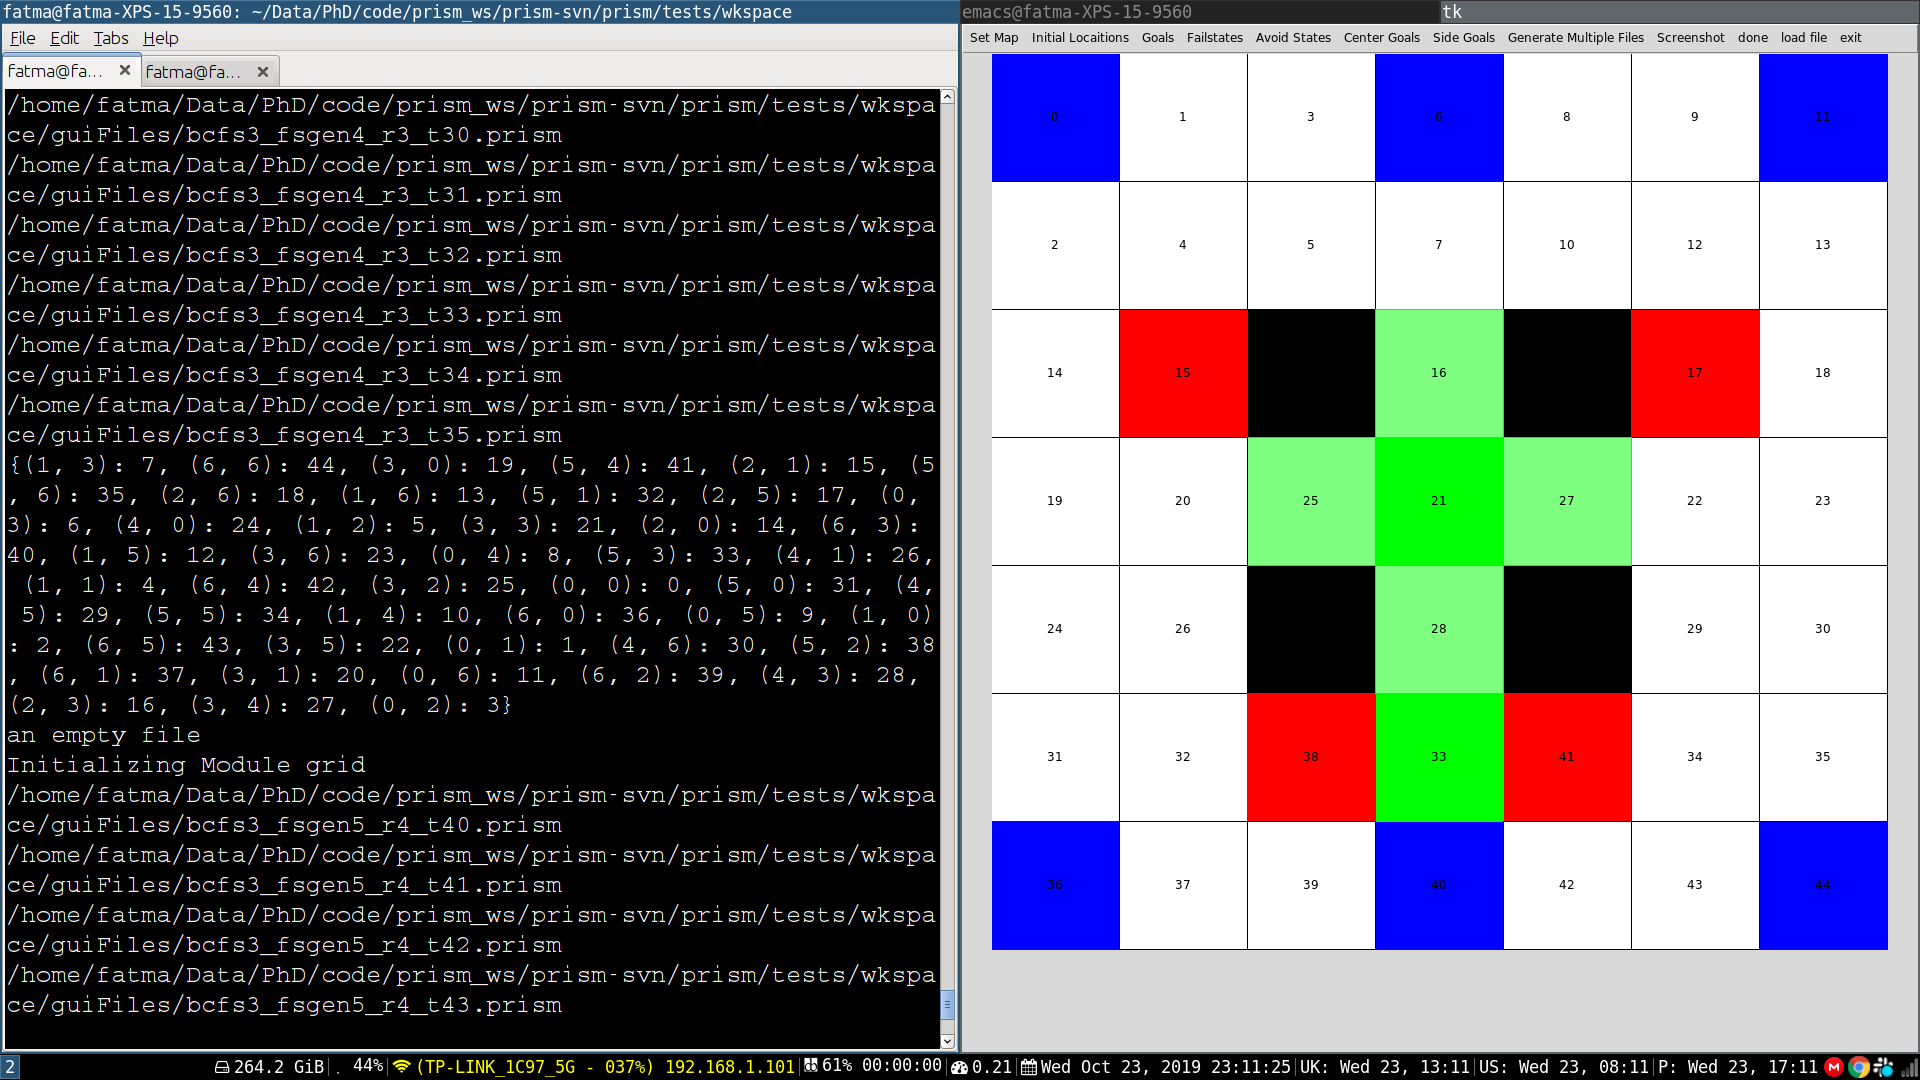 fatma@fatma-XPS-15-9560: ~/Data/PhD/code/prism_ws/prism-svn/prism/tests/wkspace
File Edit Tabs Help
fatma@fa...
fatma@fa...
/home/fatma/Data/PhD/code/prism_ws/prism-svn/prism/tests/wkspa
ce/guiFiles/bcfs3_fsgen4_r3_t30.prism
/home/fatma/Data/PhD/code/prism_ws/prism-svn/prism/tests/wkspa
ce/guiFiles/bcfs3_fsgen4_r3_t31.prism
/home/fatma/Data/PhD/code/prism_ws/prism-svn/prism/tests/wkspa
ce/guiFiles/bcfs3_fsgen4_r3_t32.prism
/home/fatma/Data/PhD/code/prism_ws/prism-svn/prism/tests/wkspa
ce/guiFiles/bcfs3_fsgen4_r3_t33.prism
/home/fatma/Data/PhD/code/prism_ws/prism-svn/prism/tests/wkspa
ce/guiFiles/bcfs3_fsgen4_r3_t34.prism
/home/fatma/Data/PhD/code/prism_ws/prism-svn/prism/tests/wkspa
ce/guiFiles/bcfs3_fsgen4_r3_t35.prism
{(1, 3): 7, (6, 6): 44, (3, 0): 19, (5, 4): 41, (2, 1): 15, (5
, 6): 35, (2, 6): 18, (1, 6): 13, (5, 1): 32, (2, 5): 17, (0,
3): 6, (4, 0): 24, (1, 2): 5, (3, 3): 21, (2, 0): 14, (6, 3):
40, (1, 5): 12, (3, 6): 23, (0, 4): 8, (5, 3): 33, (4, 1): 26,
(1, 1): 4, (6, 4): 42, (3, 2): 25, (0, 0): 0, (5, 0): 31, (4,
5): 29, (5, 5): 34, (1, 4): 10, (6, 0): 36, (0, 5): 9, (1, 0)
: 2, (6, 5): 43, (3, 5): 22, (0, 1): 1, (4, 6): 30, (5, 2): 38
, (6, 1): 37, (3, 1): 20, (0, 6): 11, (6, 2): 39, (4, 3): 28,
(2, 3): 16, (3, 4): 27, (0, 2): 3}
an empty file
Initializing Module grid
/home/fatma/Data/PhD/code/prism_ws/prism-svn/prism/tests/wkspa
ce/guiFiles/bcfs3_fsgen5_r4_t40.prism
/home/fatma/Data/PhD/code/prism_ws/prism-svn/prism/tests/wkspa
ce/guiFiles/bcfs3_fsgen5_r4_t41.prism
/home/fatma/Data/PhD/code/prism_ws/prism-svn/prism/tests/wkspa
ce/guiFiles/bcfs3_fsgen5_r4_t42.prism
/home/fatma/Data/PhD/code/prism_ws/prism-svn/prism/tests/wkspa
ce/guiFiles/bcfs3_fsgen5_r4_t43.prism
emacs@fatma-XPS-15-9560
tk
Set Map Initial Locaitions Goals Failstates Avoid States Center Goals Side Goals Generate Multiple Files Screenshot done load file exit
0 1 3 6 8 9 11
2 4 5 7 10 12 13
14 15 16 17 18
19 20 25 21 27 22 23
24 26 28 29 30
31 32 38 33 41 34 35
36 37 39 40 42 43 44
2 264.2 GiB| . 44% (TP-LINK_1C97_5G - 037%) 192.168.1.101 61% 00:00:00 0.21 Wed Oct 23, 2019 23:11:25 UK: Wed 23, 13:11 US: Wed 23, 08:11 P: Wed 23, 17:11